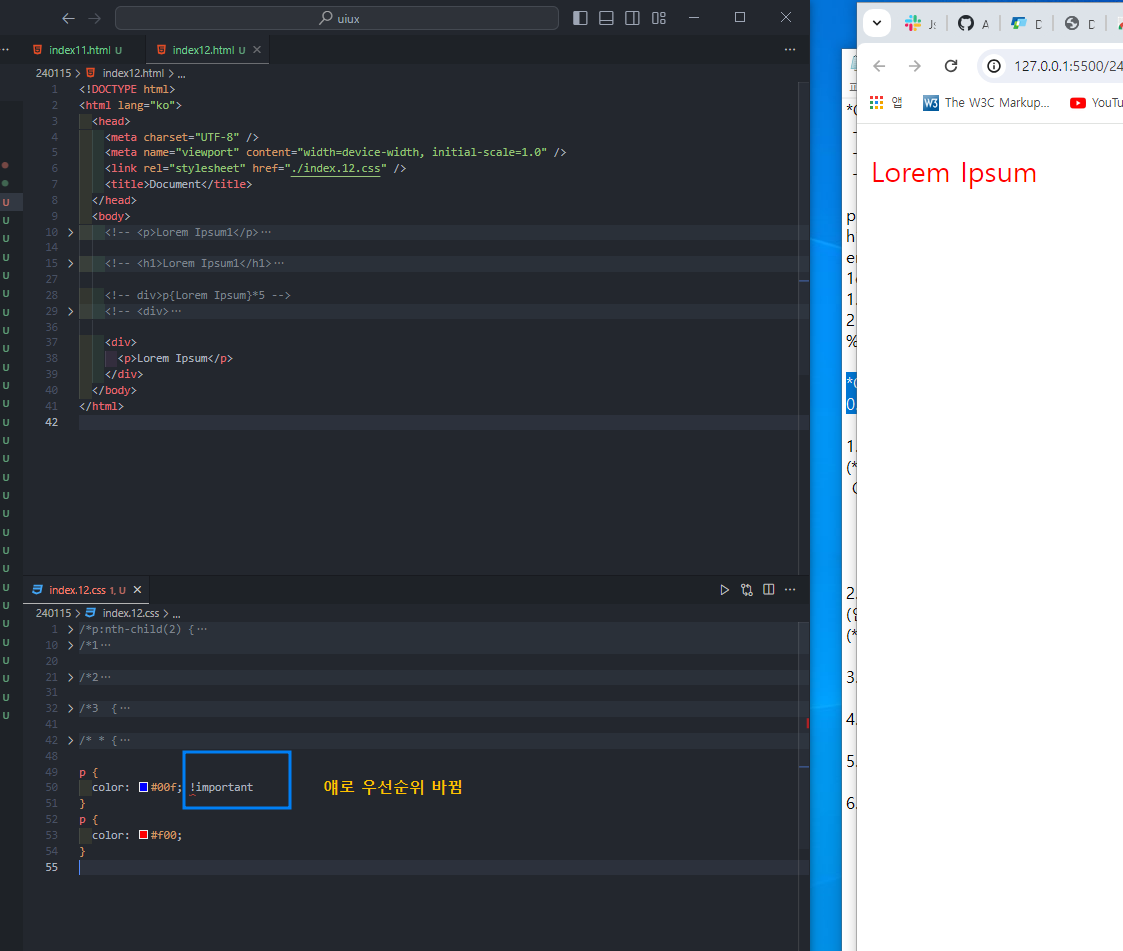 uiux
index11.html U
index12.html U
240115 > index12.html > ...
1 <!DOCTYPE html>
2 <html lang="ko">
3 <head>
4 <meta charset="UTF-8" />
5 <meta name="viewport" content="width=device-width, initial-scale=1.0" />
6 <link rel="stylesheet" href="./index.12.css" />
7 <title>Document</title>
8 </head>
9 <body>
10 <!-- <p>Lorem Ipsum1</p>...
14
15 <!-- <h1>Lorem Ipsum1</h1>...
27
28 <!-- div>p{Lorem Ipsum}*5 -->
29 <!-- <div>...
36
37 <div>
38 <p>Lorem Ipsum</p>
39 </div>
40 </body>
41 </html>
42
index.12.css 1, U
240115 > index.12.css > ...
1 /*p:nth-child(2) {...
10 /*1...
20
21 /*2...
31
32 /*3  {...
41
42 /* * {...
48
49 p {
50 color: #00f; !important
얘로 우선순위 바뀜
51 }
52 p {
53 color: #f00;
54 }
55
127.0.0.1:5500/24
앱
The W3C Markup...
YouTu
Lorem Ipsum
1.
(*
2.
(*
3.
4.
5.
6.